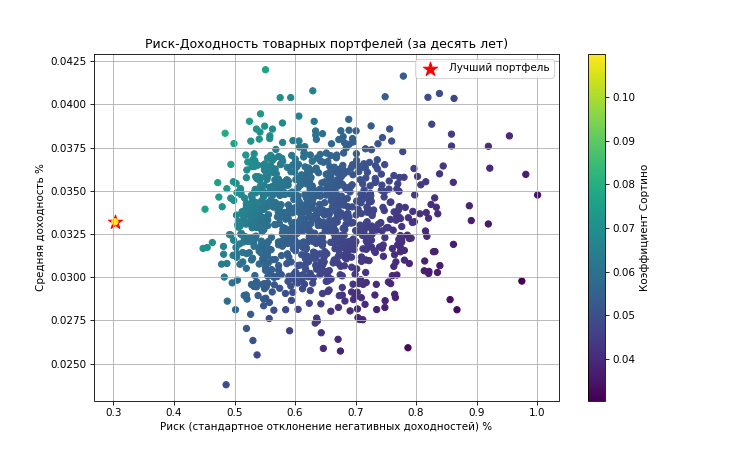 Риск-Доходность товарных портфелей (за десять лет)
Лучший портфель
Средняя доходность %
0.0425
0.0400
0.0375
0.0350
0.0325
0.0300
0.0275
0.0250
0.3 0.4 0.5 0.6 0.7 0.8 0.9 1.0
Риск (стандартное отклонение негативных доходностей) %
0.10
0.09
0.08
0.07
0.06
0.05
0.04
Коэффициент Сортино